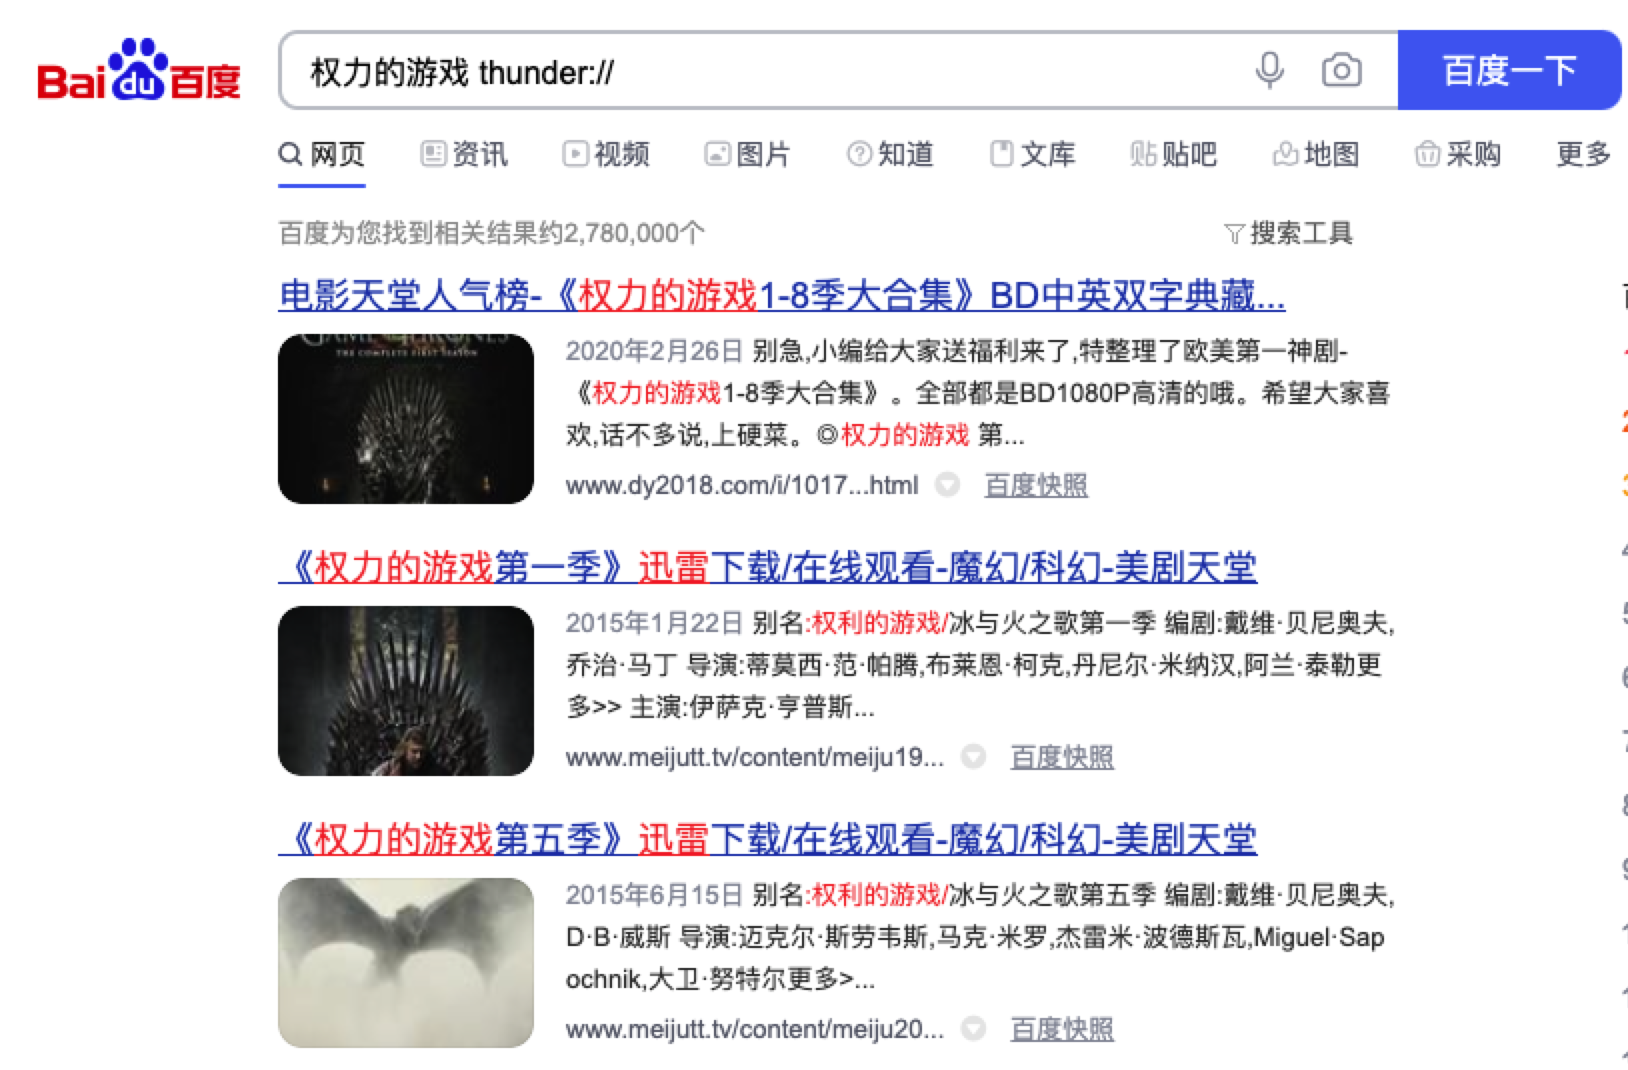 Baidu百度
权力的游戏 thunder://
百度一下
网页 资讯 视频 图片 知道 文库 贴吧 地图 采购 更多
百度为您找到相关结果约2,780,000个
搜索工具
电影天堂人气榜-《权力的游戏1-8季大合集》BD中英双字典藏...
THE COMPLETE FIRST SEASON
2020年2月26日 别急,小编给大家送福利来了,特整理了欧美第一神剧-
《权力的游戏1-8季大合集》。全部都是BD1080P高清的哦。希望大家喜
欢,话不多说,上硬菜。◎权力的游戏 第...
www.dy2018.com/i/1017...html 百度快照
《权力的游戏第一季》迅雷下载/在线观看-魔幻/科幻-美剧天堂
2015年1月22日 别名:权利的游戏/冰与火之歌第一季 编剧:戴维·贝尼奥夫,
乔治·马丁 导演:蒂莫西·范·帕腾,布莱恩·柯克,丹尼尔·米纳汉,阿兰·泰勒更
多>> 主演:伊萨克·亨普斯...
www.meijutt.tv/content/meiju19... 百度快照
《权力的游戏第五季》迅雷下载/在线观看-魔幻/科幻-美剧天堂
2015年6月15日 别名:权利的游戏/冰与火之歌第五季 编剧:戴维·贝尼奥夫,
D·B·威斯 导演:迈克尔·斯劳韦斯,马克·米罗,杰雷米·波德斯瓦,Miguel·Sap
ochnik,大卫·努特尔更多>...
www.meijutt.tv/content/meiju20... 百度快照